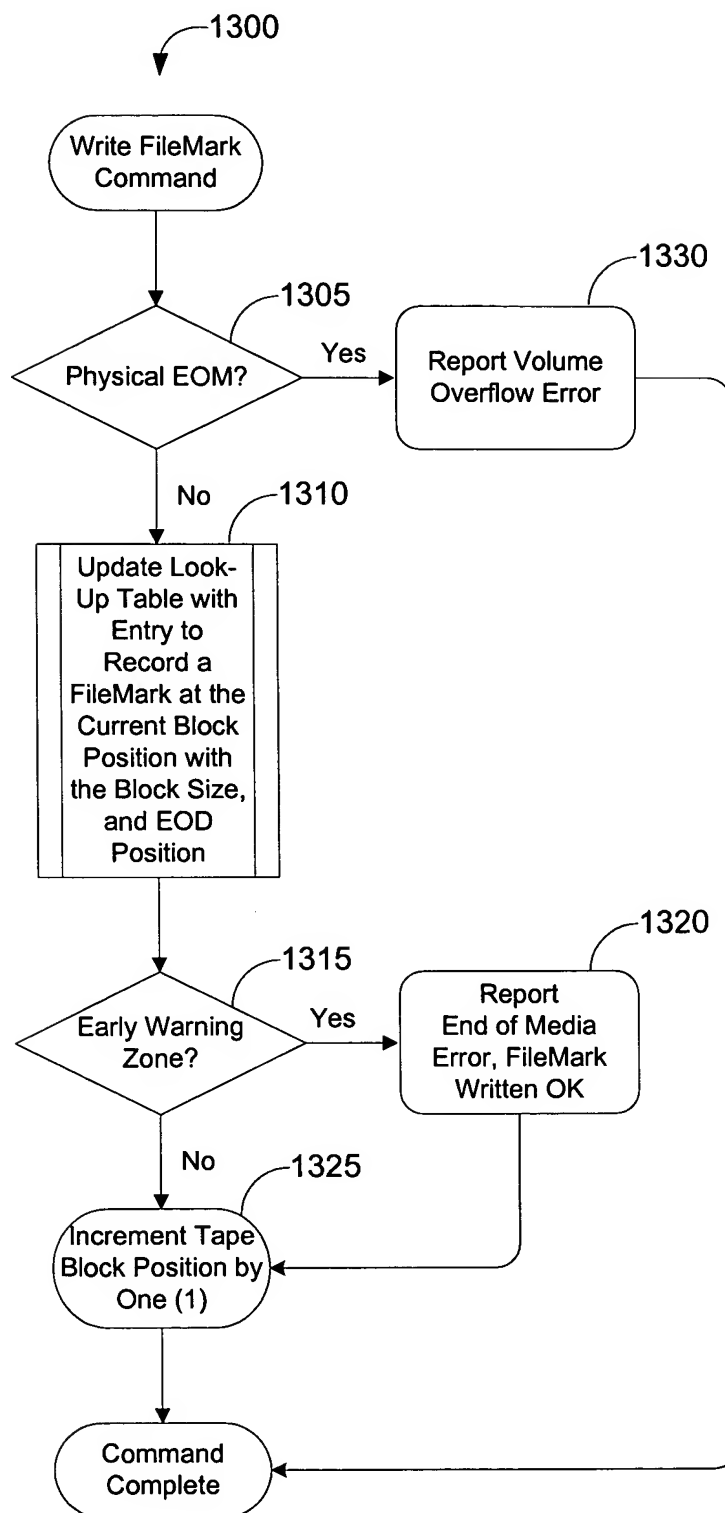 1300
Write FileMark
Command
1305
Physical EOM?
Yes
1330
Report Volume
Overflow Error
No
1310
Update Look-
Up Table with
Entry to
Record a
FileMark at the
Current Block
Position with
the Block Size,
and EOD
Position
1315
Early Warning
Zone?
Yes
1320
Report
End of Media
Error, FileMark
Written OK
No
1325
Increment Tape
Block Position by
One (1)
Command
Complete